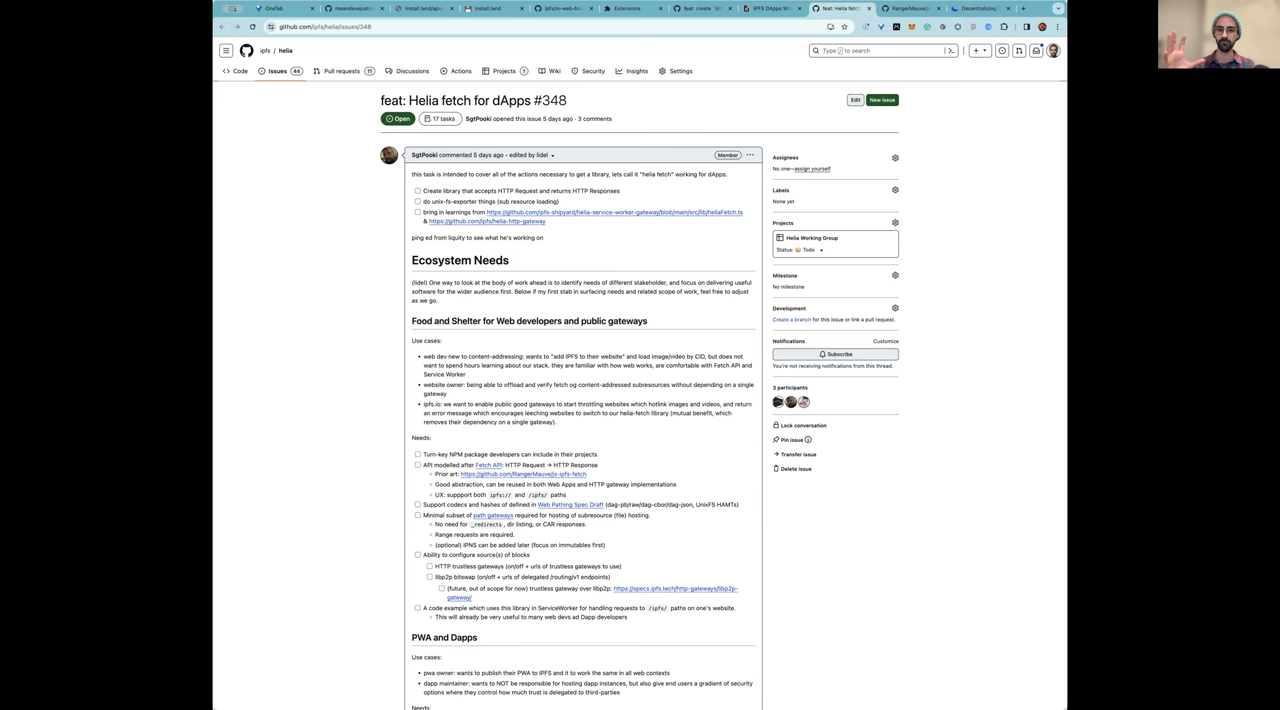 OneTab
meandavejustic
install.land/spec
install.land
ipfs/in-web-bro
Extensions
feat: create
IPFS DApps Wo
feat: Helia fetch
RangerMauve/js
Decentralizing
github.com/ipfs/helia/issues/348
ipfs / helia
Type / to search
Code
Issues 44
Pull requests 11
Discussions
Actions
Projects 1
Wiki
Security
Insights
Settings
feat: Helia fetch for dApps #348
Edit
New issue
Open
17 tasks
SgtPooki opened this issue 5 days ago · 3 comments
SgtPooki commented 5 days ago • edited by lidel
Member
this task is intended to cover all of the actions necessary to get a library, lets call it "helia fetch" working for dApps.
Create library that accepts HTTP Request and returns HTTP Responses
do unix-fs-exporter things (sub resource loading)
bring in learnings from https://github.com/ipfs-shipyard/helia-service-worker-gateway/blob/main/src/lib/heliaFetch.ts
& https://github.com/ipfs/helia-http-gateway
ping ed from liquity to see what he's working on
Ecosystem Needs
(lidel) One way to look at the body of work ahead is to identify needs of different stakeholder, and focus on delivering useful
software for the wider audience first. Below if my first stab in surfacing needs and related scope of work, feel free to adjust
as we go.
Food and Shelter for Web developers and public gateways
Use cases:
• web dev new to content-addressing: wants to "add IPFS to their website" and load image/video by CID, but does not
want to spend hours learning about our stack. they are familiar with how web works, are comfortable with Fetch API and
Service Worker
• website owner: being able to offload and verify fetch og content-addressed subresources without depending on a single
gateway
• ipfs.io: we want to enable public good gateways to start throttling websites which hotlink images and videos, and return
an error message which encourages leeching websites to switch to our helia-fetch library (mutual benefit, which
removes their dependency on a single gateway).
Needs:
Turn-key NPM package developers can include in their projects
API modelled after Fetch API: HTTP Request → HTTP Response
Prior art: https://github.com/RangerMauve/js-ipfs-fetch
Good abstraction, can be reused in both Web Apps and HTTP gateway implementations
UX: suppport both ipfs:// and /ipfs/ paths
Support codecs and hashes of defined in Web Pathing Spec Draft (dag-pb/raw/dag-cbor/dag-json, UnixFS HAMTs)
Minimal subset of path gateways required for hosting of subresource (file) hosting.
No need for _redirects, dir listing, or CAR responses.
Range requests are required.
(optional) IPNS can be added later (focus on immutables first)
Ability to configure source(s) of blocks
HTTP trustless gateways (on/off + urls of trustless gateways to use)
libp2p bitswap (on/off + urls of delegated /routing/v1 endpoints)
(future, out of scope for now) trustless gateway over libp2p: https://specs.ipfs.tech/http-gateways/libp2p-
gateway/
A code example which uses this library in ServiceWorker for handling requests to /ipfs/ paths on one's website.
This will already be very useful to many web devs ad Dapp developers
PWA and Dapps
Use cases:
• pwa owner: wants to publish their PWA to IPFS and it to work the same in all web contexts
• dapp maintainer: wants to NOT be responsible for hosting dapp instances, but also give end users a gradient of security
options where they control how much trust is delegated to third-parties
Needs:
Assignees
No one—assign yourself
Labels
None yet
Projects
Helia Working Group
Status: Todo
Milestone
No milestone
Development
Create a branch for this issue or link a pull request.
Notifications
Customize
Subscribe
You're not receiving notifications from this thread.
3 participants
Lock conversation
Pin issue
Transfer issue
Delete issue